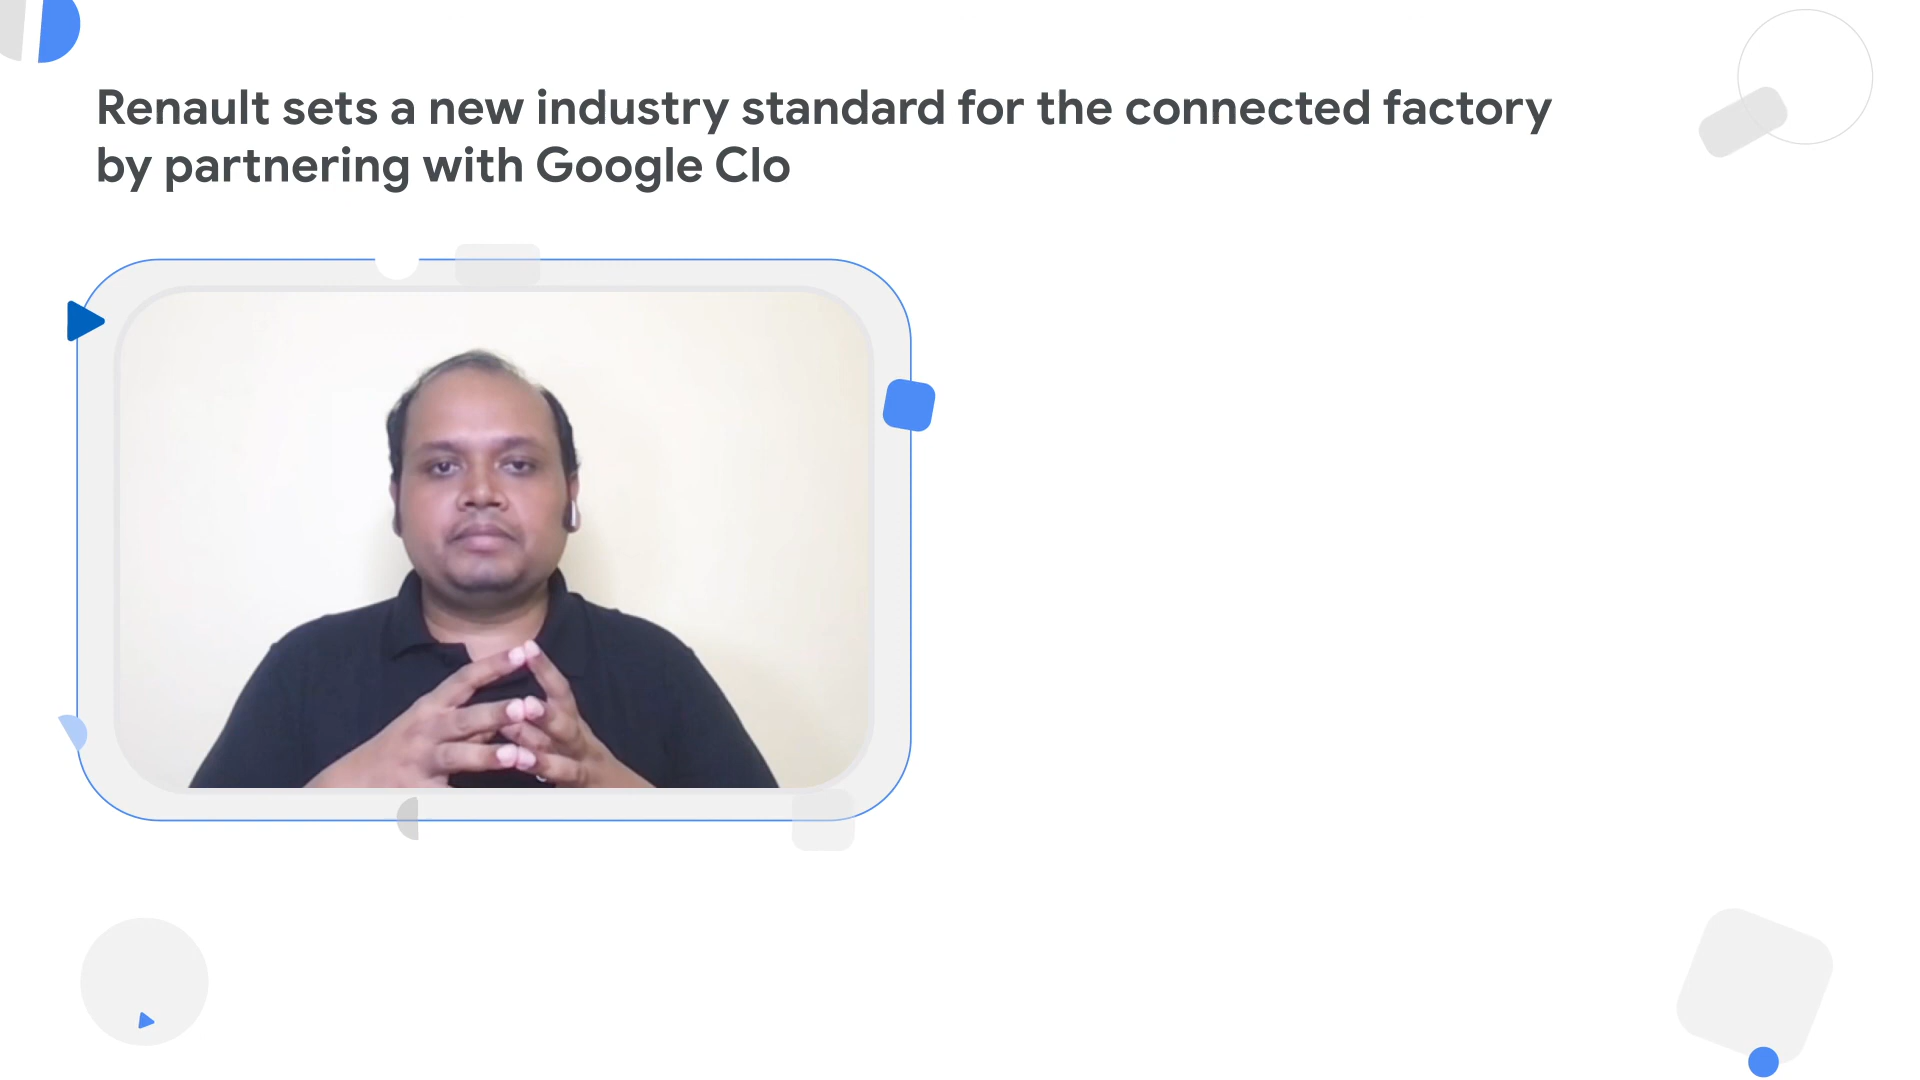 Renault sets a new industry standard for the connected factory
by partnering with Google Clo